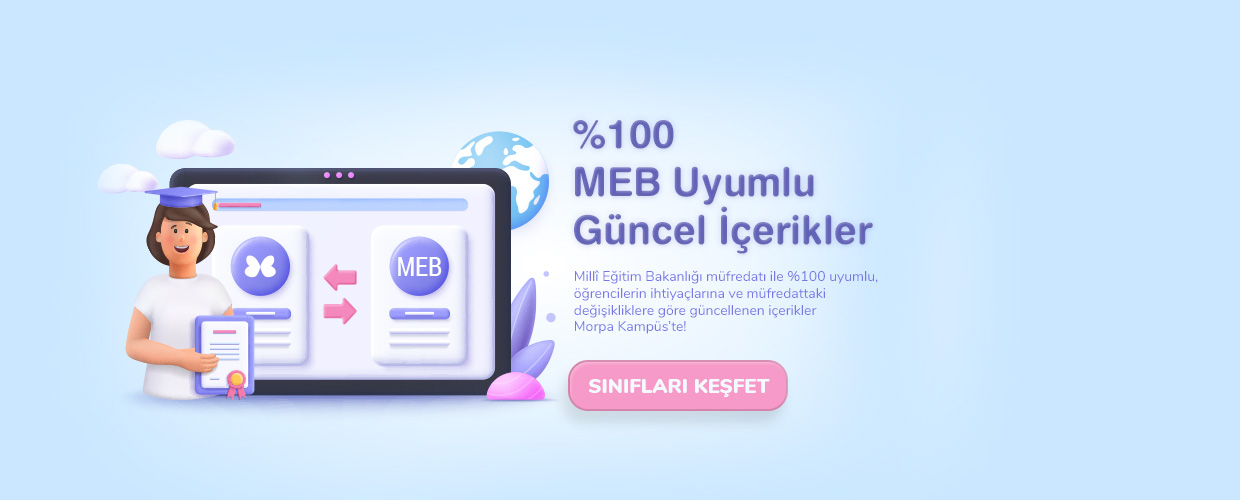 %100
MEB Uyumlu
Güncel İçerikler
MEB
Millî Eğitim Bakanlığı müfredatı ile %100 uyumlu,
öğrencilerin ihtiyaçlarına ve müfredattaki
değişikliklere göre güncellenen içerikler
Morpa Kampüs'te!
SINIFLARI KEŞFET